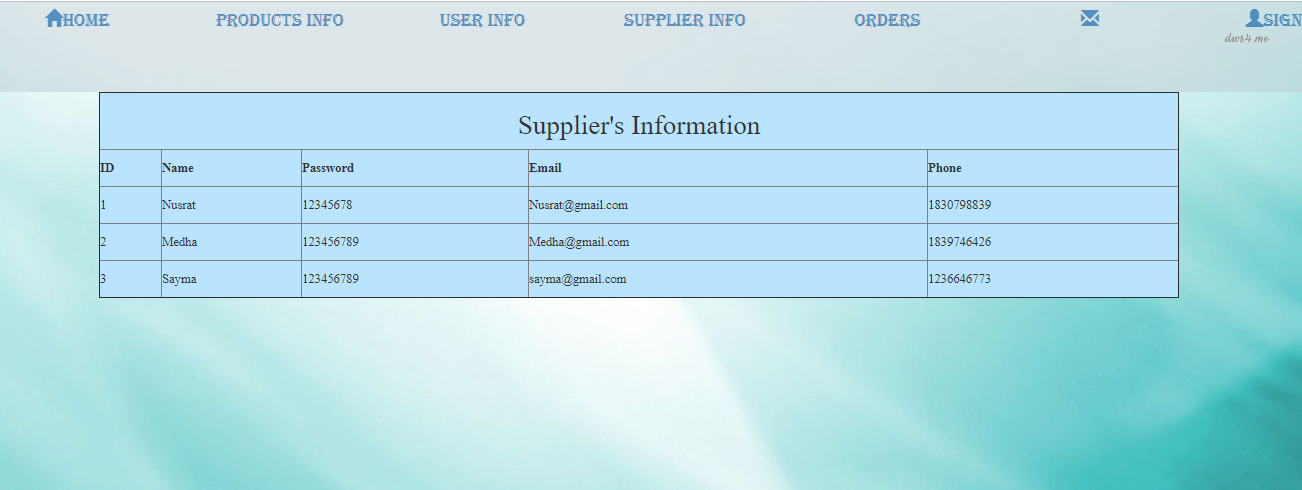 HOME PRODUCTS INFO USER INFO SUPPLIER INFO ORDERS SIGN
dws4.me
Supplier's Information
ID Name Password Email Phone
1 Nusrat 12345678 Nusrat@gmail.com 1830798839
2 Medha 123456789 Medha@gmail.com 1839746426
3 Sayma 123456789 sayma@gmail.com 1236646773